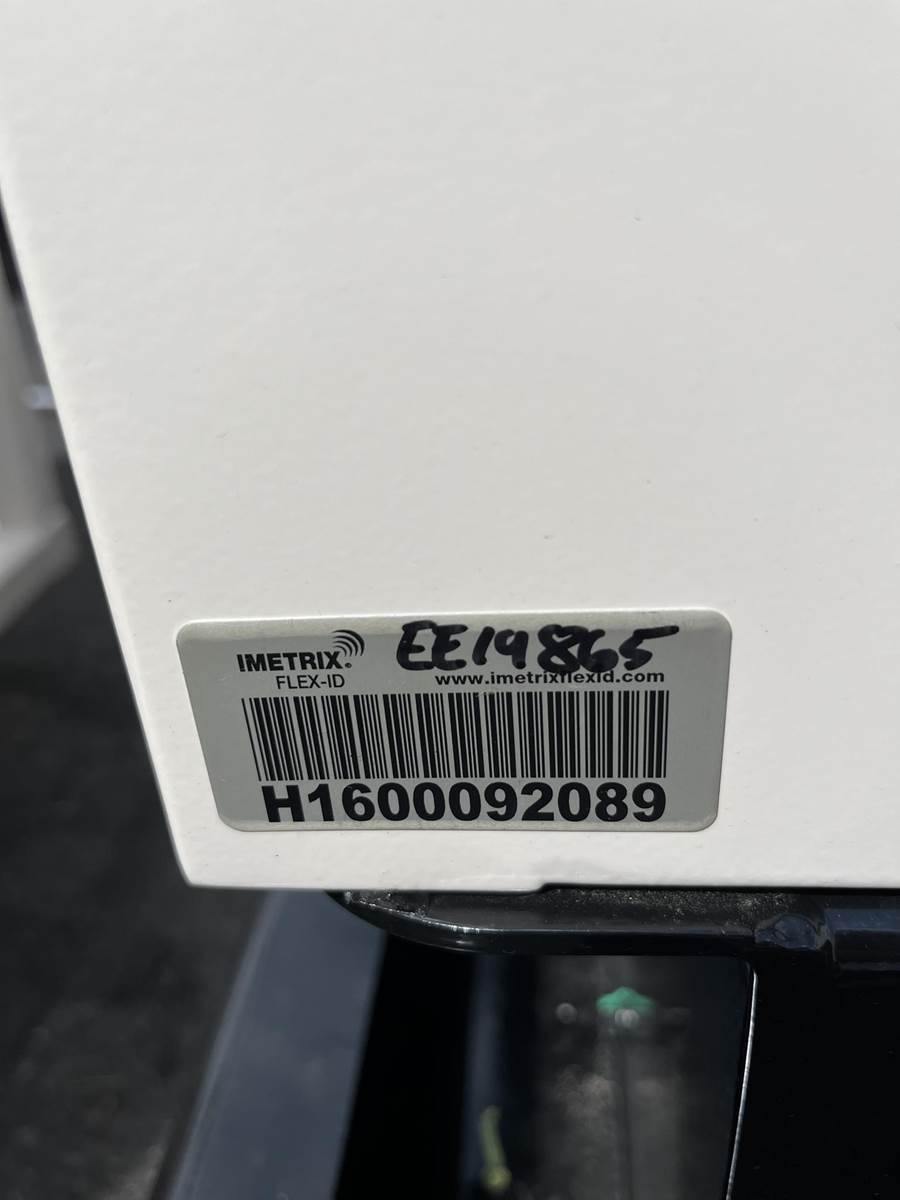 EE19865
IMETRIX®
FLEX-ID
www.imetrixflexid.com
H1600092089